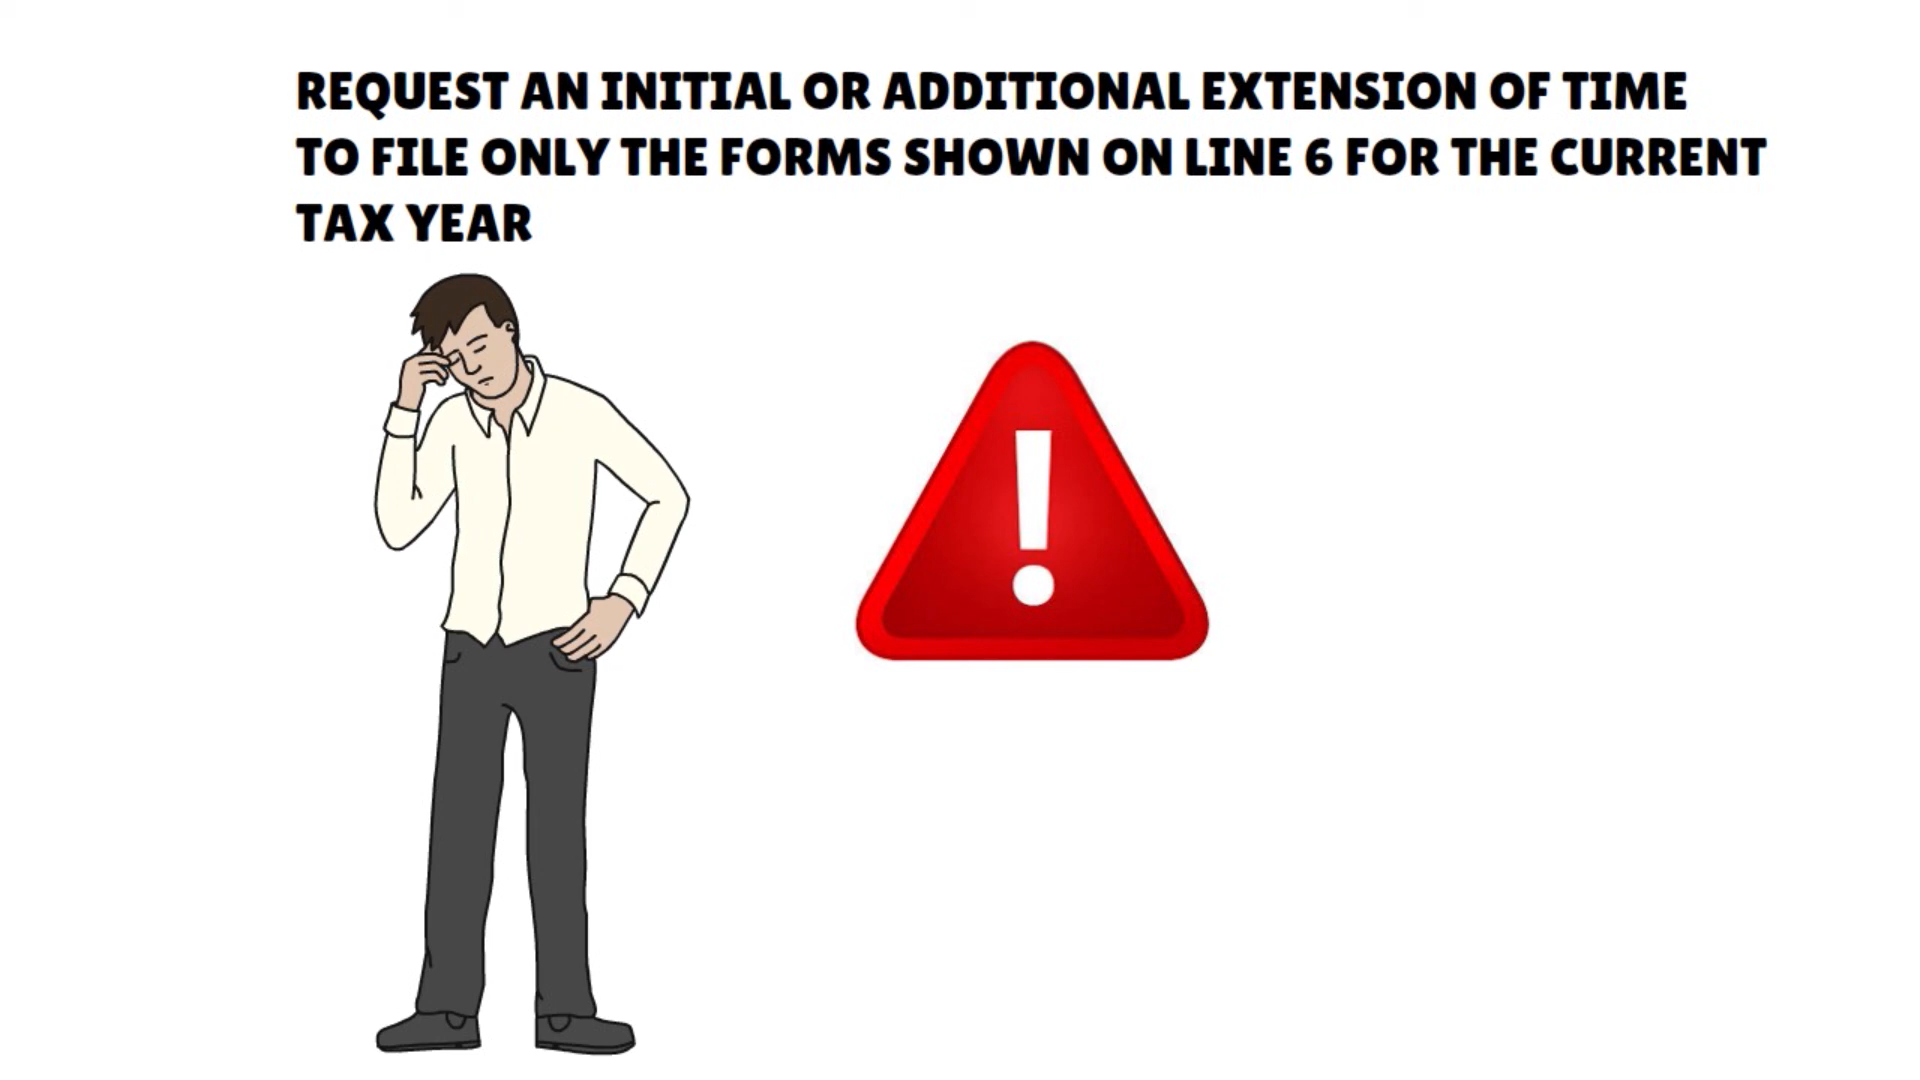 REQUEST AN INITIAL OR ADDITIONAL EXTENSION OF TIME
TO FILE ONLY THE FORMS SHOWN ON LINE 6 FOR THE CURRENT
TAX YEAR
!